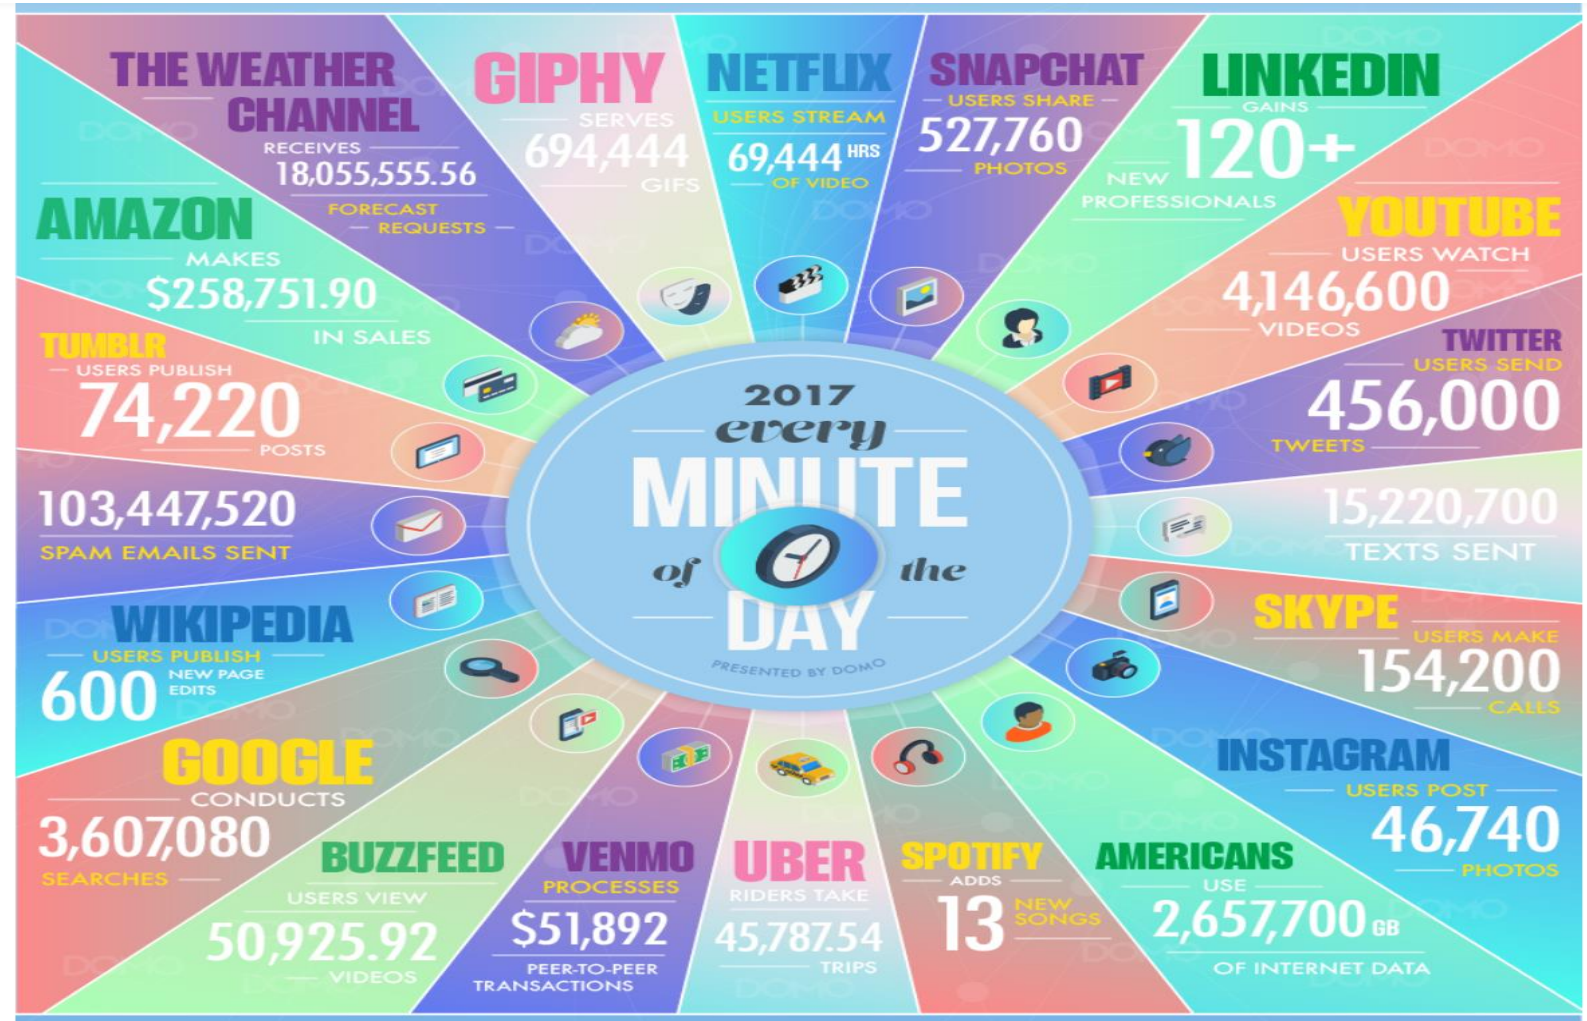 THE WEATHER
CHANNEL
RECEIVES
18,055,555.56
FORECAST
REQUESTS
GIPHY
SERVES
694,444
GIFS
NETFLIX
USERS STREAM
69,444 HRS
OF VIDEO
SNAPCHAT
USERS SHARE
527,760
PHOTOS
LINKEDIN
GAINS
120+
NEW
PROFESSIONALS
YOUTUBE
USERS WATCH
4,146,600
VIDEOS
TWITTER
USERS SEND
456,000
TWEETS
15,220,700
TEXTS SENT
SKYPE
USERS MAKE
154,200
CALLS
INSTAGRAM
USERS POST
46,740
PHOTOS
AMERICANS
USE
2,657,700 GB
OF INTERNET DATA
SPOTIFY
ADDS
13 NEW
SONGS
UBER
RIDERS TAKE
45,787.54
TRIPS
VENMO
PROCESSES
$51,892
PEER-TO-PEER
TRANSACTIONS
BUZZFEED
USERS VIEW
50,925.92
VIDEOS
GOOGLE
CONDUCTS
3,607,080
SEARCHES
WIKIPEDIA
USERS PUBLISH
600 NEW PAGE
EDITS
103,447,520
SPAM EMAILS SENT
TUMBLR
USERS PUBLISH
74,220
POSTS
AMAZON
MAKES
$258,751.90
IN SALES
2017
every
MINUTE
of the
DAY
PRESENTED BY DOMO